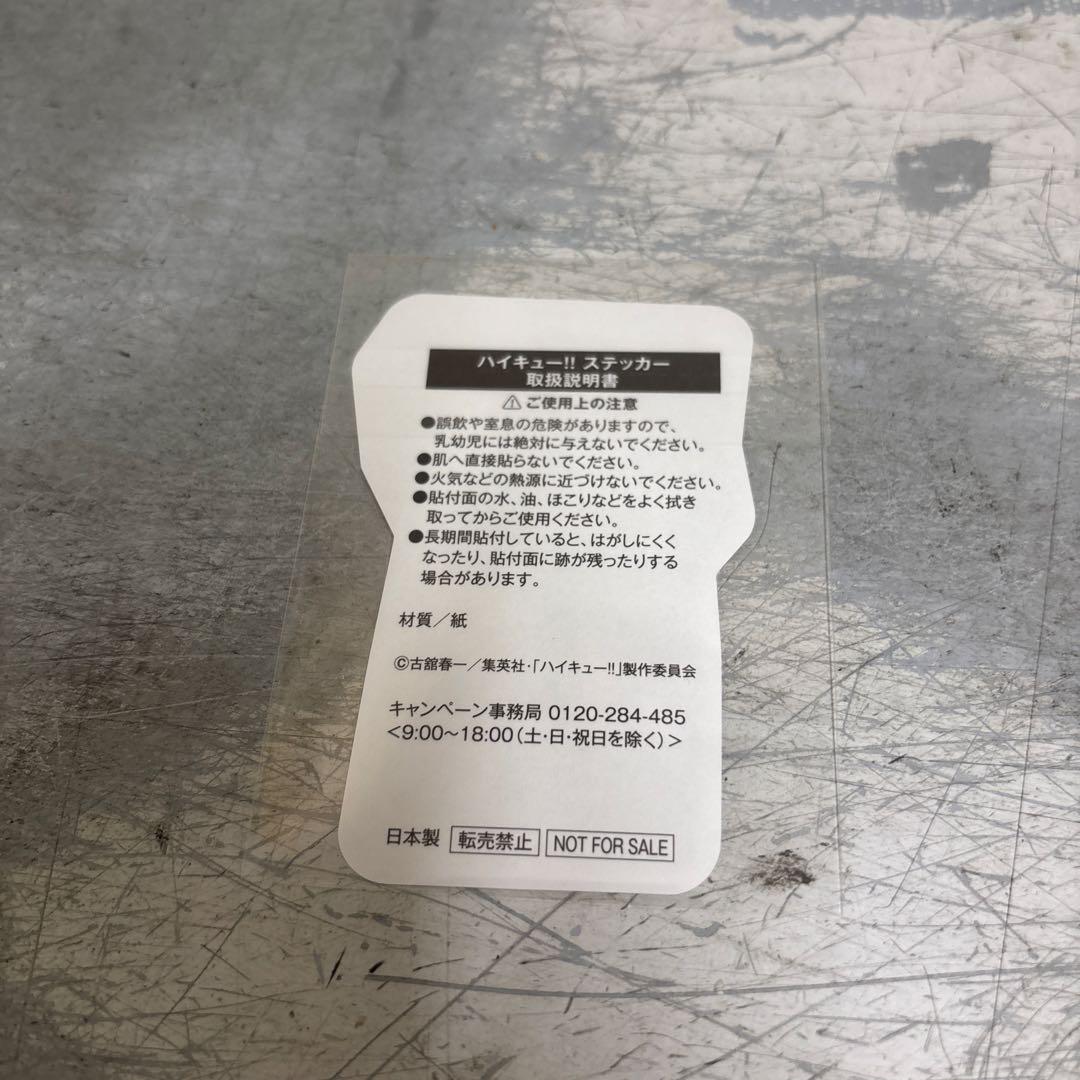 ハイキュー!! ステッカー
取扱説明書
⚠ ご使用上の注意
●誤飲や窒息の危険がありますので、
乳幼児には絶対に与えないでください。
●肌へ直接貼らないでください。
●火気などの熱源に近づけないでください。
●貼付面の水、油、ほこりなどをよく拭き
取ってからご使用ください。
●長期間貼付していると、はがしにくく
なったり、貼付面に跡が残ったりする
場合があります。
材質／紙
©古舘春一／集英社・「ハイキュー!!」製作委員会
キャンペーン事務局 0120-284-485
＜9:00～18:00（土・日・祝日を除く）＞
日本製 転売禁止 NOT FOR SALE